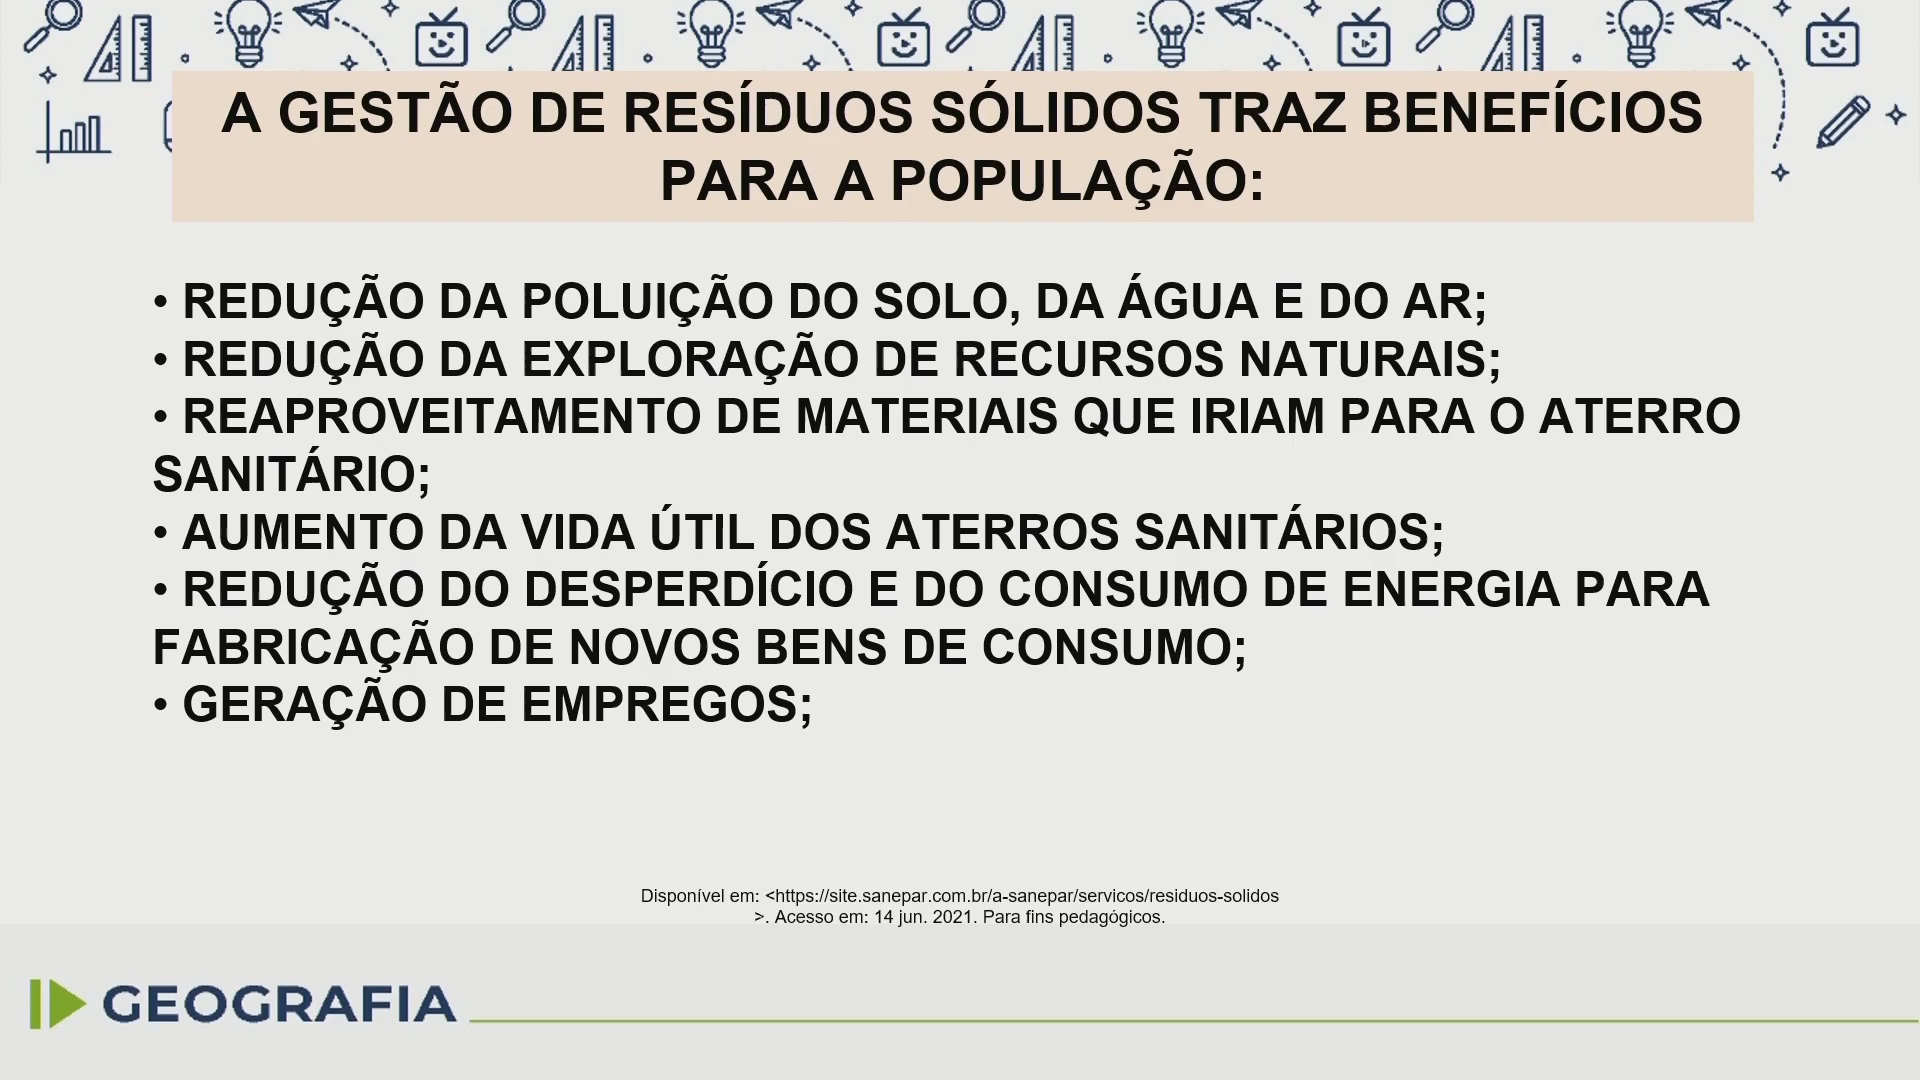 A GESTÃO DE RESÍDUOS SÓLIDOS TRAZ BENEFÍCIOS
PARA A POPULAÇÃO:
• REDUÇÃO DA POLUIÇÃO DO SOLO, DA ÁGUA E DO AR;
• REDUÇÃO DA EXPLORAÇÃO DE RECURSOS NATURAIS;
• REAPROVEITAMENTO DE MATERIAIS QUE IRIAM PARA O ATERRO
SANITÁRIO;
• AUMENTO DA VIDA ÚTIL DOS ATERROS SANITÁRIOS;
• REDUÇÃO DO DESPERDÍCIO E DO CONSUMO DE ENERGIA PARA
FABRICAÇÃO DE NOVOS BENS DE CONSUMO;
• GERAÇÃO DE EMPREGOS;
Disponível em: <https://site.sanepar.com.br/a-sanepar/servicos/residuos-solidos
>. Acesso em: 14 jun. 2021. Para fins pedagógicos.
GEOGRAFIA